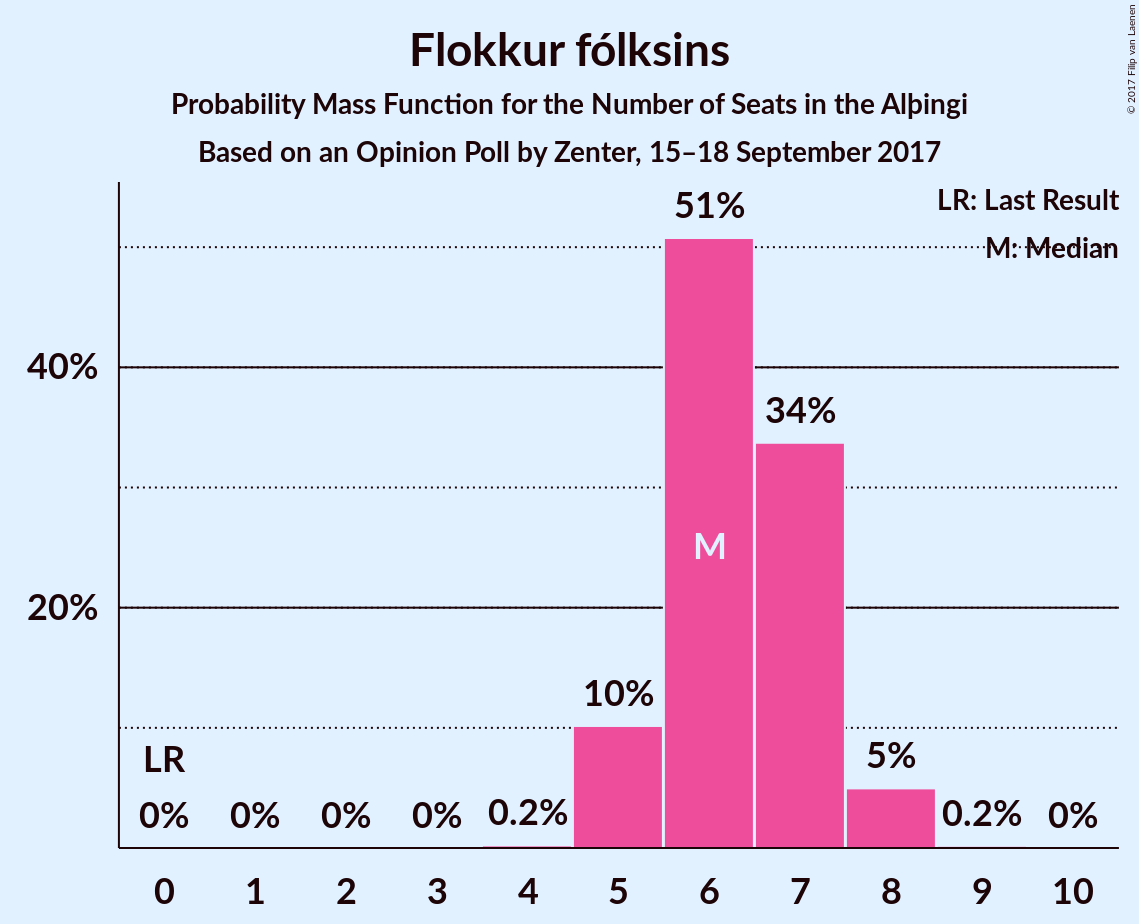 Flokkur fólksins
Probability Mass Function for the Number of Seats in the Alþingi
Based on an Opinion Poll by Zenter, 15–18 September 2017
© 2017 Filip van Laenen
LR: Last Result
M: Median
51%
40%
34%
M
20%
10%
LR
5%
0% 0% 0% 0% 0.2% 0.2% 0%
0 1 2 3 4 5 6 7 8 9 10